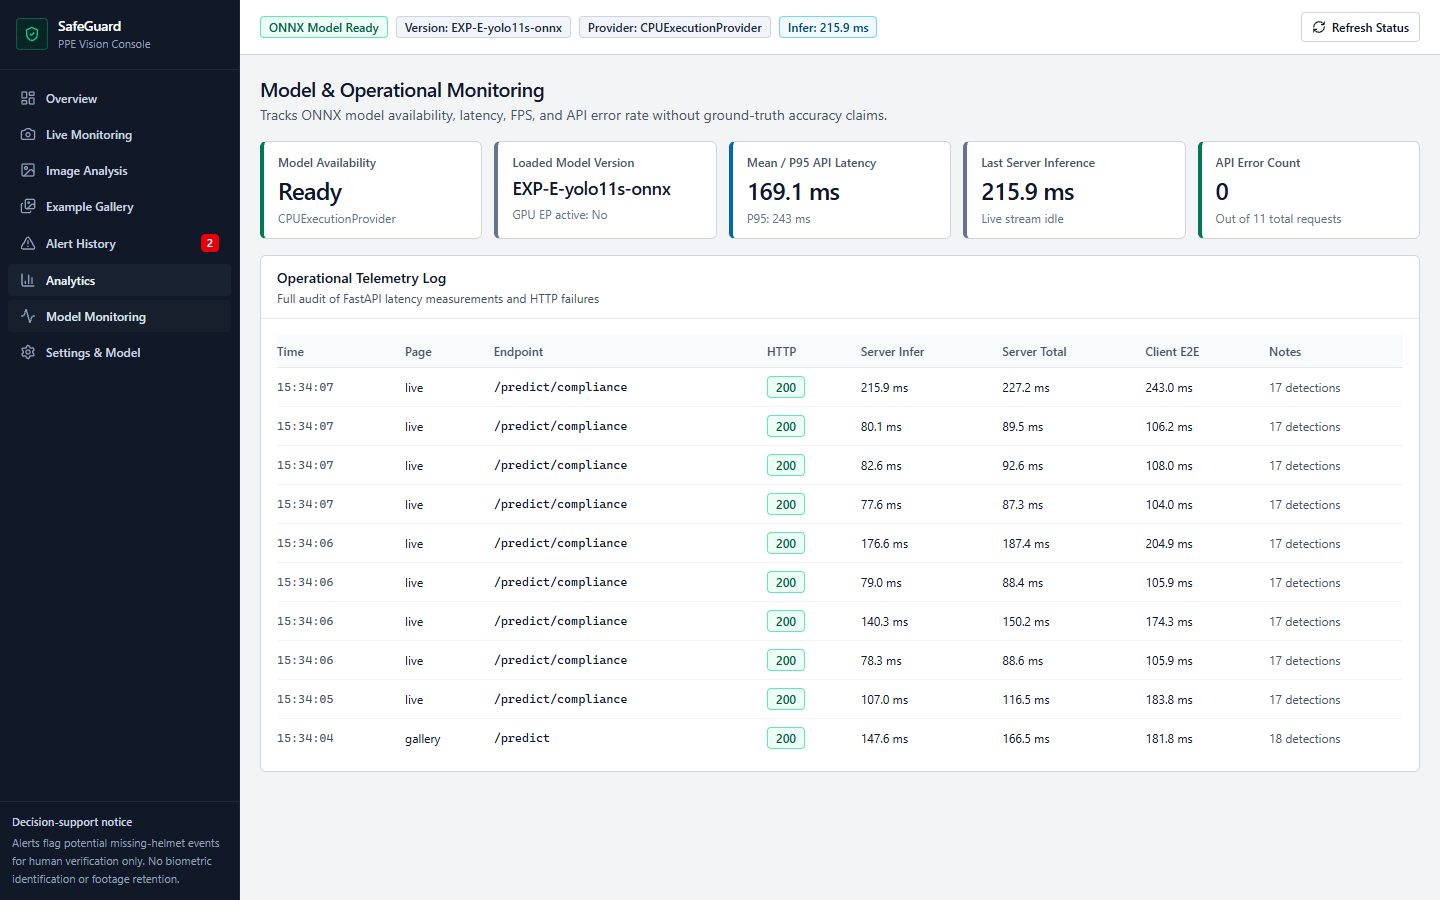 SafeGuard
PPE Vision Console
Overview
Live Monitoring
Image Analysis
Example Gallery
Alert History 2
Analytics
Model Monitoring
Settings & Model
Decision-support notice
Alerts flag potential missing-helmet events
for human verification only. No biometric
identification or footage retention.
ONNX Model Ready Version: EXP-E-yolo11s-onnx Provider: CPUExecutionProvider Infer: 215.9 ms Refresh Status
Model & Operational Monitoring
Tracks ONNX model availability, latency, FPS, and API error rate without ground-truth accuracy claims.
Model Availability
Ready
CPUExecutionProvider
Loaded Model Version
EXP-E-yolo11s-onnx
GPU EP active: No
Mean / P95 API Latency
169.1 ms
P95: 243 ms
Last Server Inference
215.9 ms
Live stream idle
API Error Count
0
Out of 11 total requests
Operational Telemetry Log
Full audit of FastAPI latency measurements and HTTP failures
Time Page Endpoint HTTP Server Infer Server Total Client E2E Notes
15:34:07 live /predict/compliance 200 215.9 ms 227.2 ms 243.0 ms 17 detections
15:34:07 live /predict/compliance 200 80.1 ms 89.5 ms 106.2 ms 17 detections
15:34:07 live /predict/compliance 200 82.6 ms 92.6 ms 108.0 ms 17 detections
15:34:07 live /predict/compliance 200 77.6 ms 87.3 ms 104.0 ms 17 detections
15:34:06 live /predict/compliance 200 176.6 ms 187.4 ms 204.9 ms 17 detections
15:34:06 live /predict/compliance 200 79.0 ms 88.4 ms 105.9 ms 17 detections
15:34:06 live /predict/compliance 200 140.3 ms 150.2 ms 174.3 ms 17 detections
15:34:06 live /predict/compliance 200 78.3 ms 88.6 ms 105.9 ms 17 detections
15:34:05 live /predict/compliance 200 107.0 ms 116.5 ms 183.8 ms 17 detections
15:34:04 gallery /predict 200 147.6 ms 166.5 ms 181.8 ms 18 detections